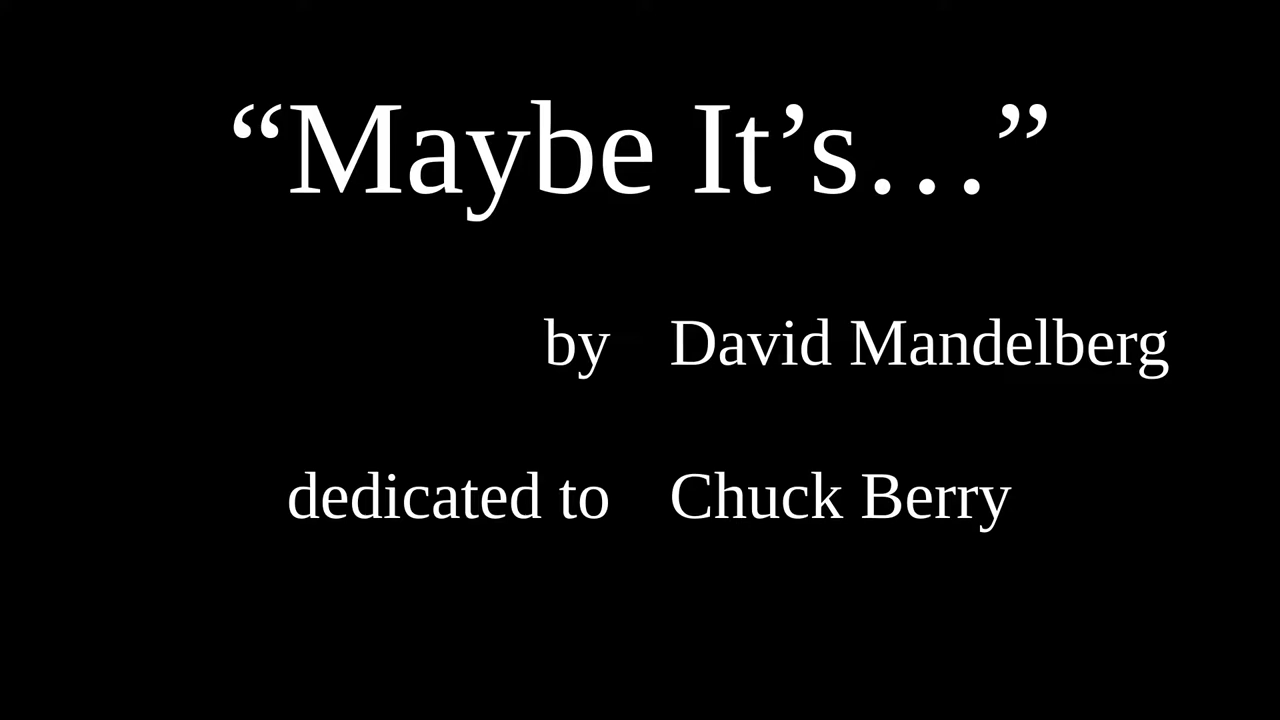 “Maybe It’s…”
by David Mandelberg
dedicated to Chuck Berry